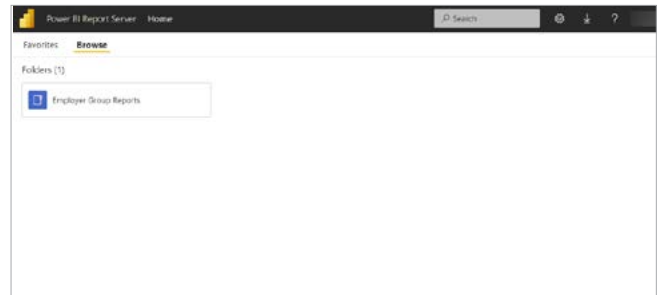 Power BI Report Server Home Search ?
Favorites Browse
Folders (1)
Employer Group Reports